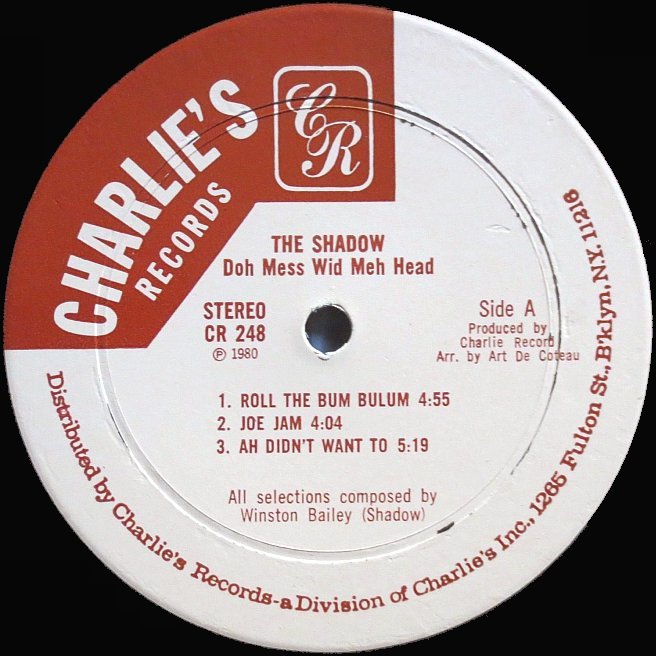 CHARLIE'S
RECORDS
CR
THE SHADOW
Doh Mess Wid Meh Head
STEREO
CR 248
℗ 1980
Side A
Produced by
Charlie Record
Arr. by Art De Coteau
1. ROLL THE BUM BULUM 4:55
2. JOE JAM 4:04
3. AH DIDN'T WANT TO 5:19
All selections composed by
Winston Bailey (Shadow)
Distributed by Charlie's Records-a Division of Charlie's Inc., 1265 Fulton St., B'klyn, N.Y. 11216